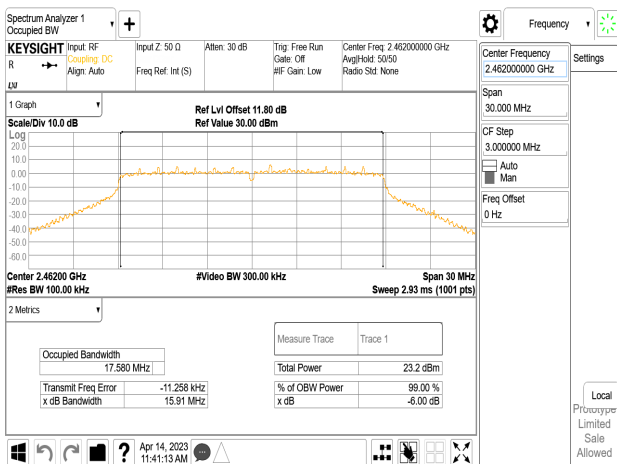 Spectrum Analyzer 1
Occupied BW
Frequency
KEYSIGHT
R
Input: RF
Coupling: DC
Align: Auto
Input Z: 50 Ω
Freq Ref: Int (S)
Atten: 30 dB
Trig: Free Run
Gate: Off
#IF Gain: Low
Center Freq: 2.462000000 GHz
Avg|Hold: 50/50
Radio Std: None
Center Frequency
2.462000000 GHz
Settings
Span
30.000 MHz
CF Step
3.000000 MHz
Auto
Man
Freq Offset
0 Hz
1 Graph
Ref Lvl Offset 11.80 dB
Scale/Div 10.0 dB
Ref Value 30.00 dBm
Log
20.0
10.0
0.00
-10.0
-20.0
-30.0
-40.0
-50.0
-60.0
Center 2.46200 GHz
#Video BW 300.00 kHz
Span 30 MHz
#Res BW 100.00 kHz
Sweep 2.93 ms (1001 pts)
2 Metrics
Measure Trace
Trace 1
Occupied Bandwidth
17.580 MHz
Total Power
23.2 dBm
Transmit Freq Error
-11.258 kHz
% of OBW Power
99.00 %
x dB Bandwidth
15.91 MHz
x dB
-6.00 dB
Local
Prototype
Limited
Sale
Allowed
?
Apr 14, 2023
11:41:13 AM